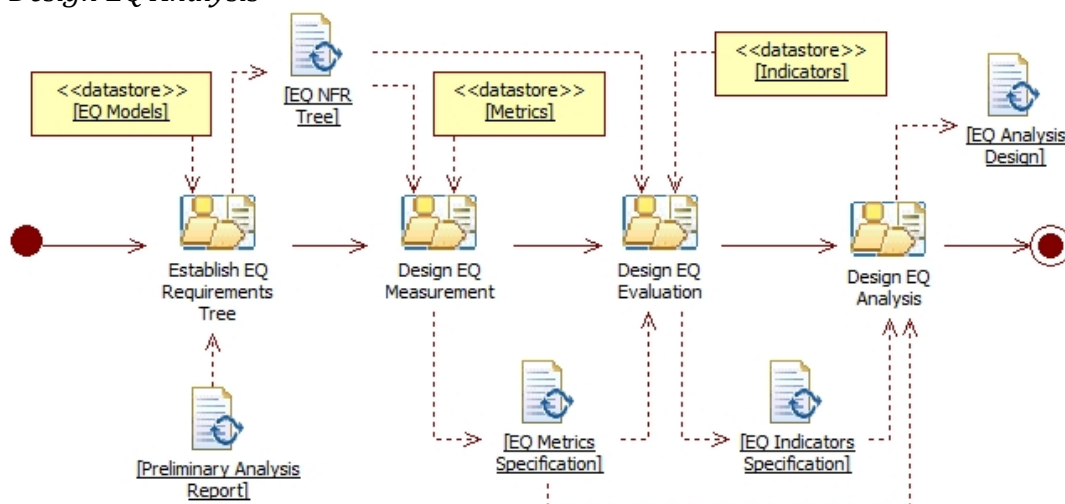 Design EQ Analysis
<<datastore>>
[EQ Models]
[EQ NFR
Tree]
<<datastore>>
[Metrics]
<<datastore>>
[Indicators]
[EQ Analysis
Design]
Establish EQ
Requirements
Tree
Design EQ
Measurement
Design EQ
Evaluation
Design EQ
Analysis
[Preliminary Analysis
Report]
[EQ Metrics
Specification]
[EQ Indicators
Specification]